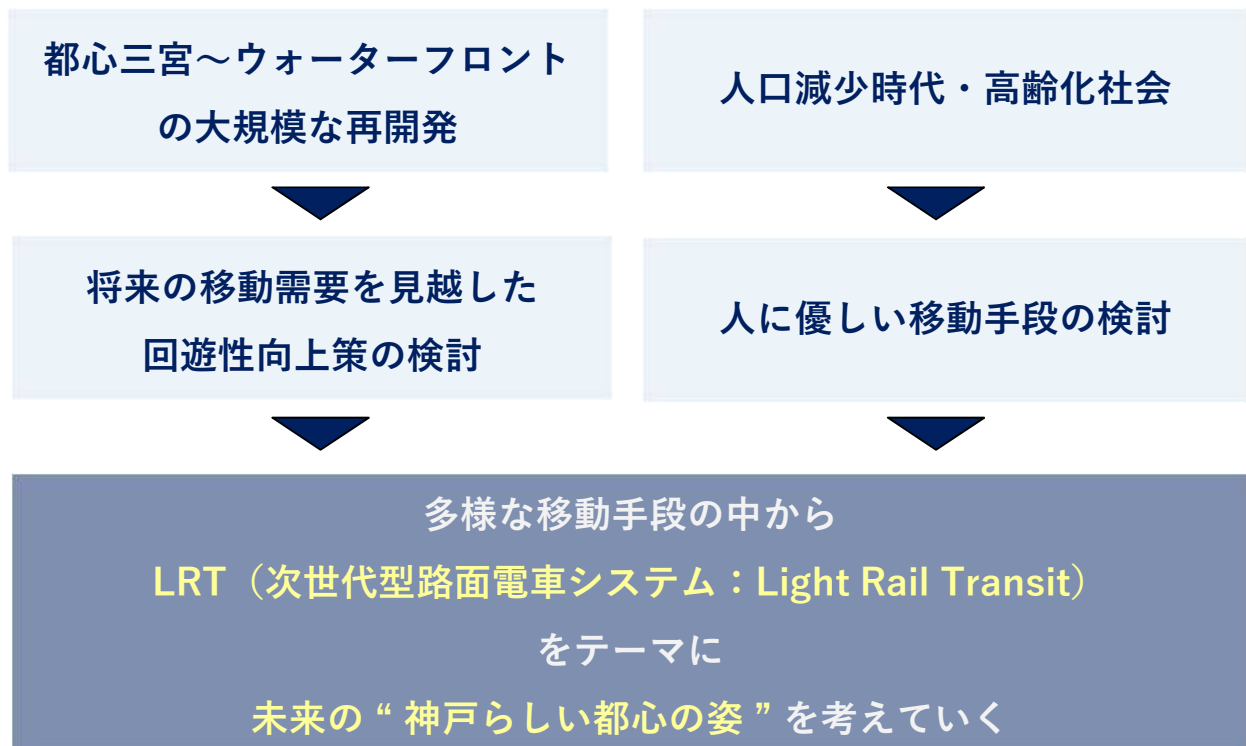 都心三宮～ウォーターフロント
の大規模な再開発
人口減少時代・高齢化社会
将来の移動需要を見越した
回遊性向上策の検討
人に優しい移動手段の検討
多様な移動手段の中から
LRT（次世代型路面電車システム：Light Rail Transit）
をテーマに
未来の“神戸らしい都心の姿”を考えていく